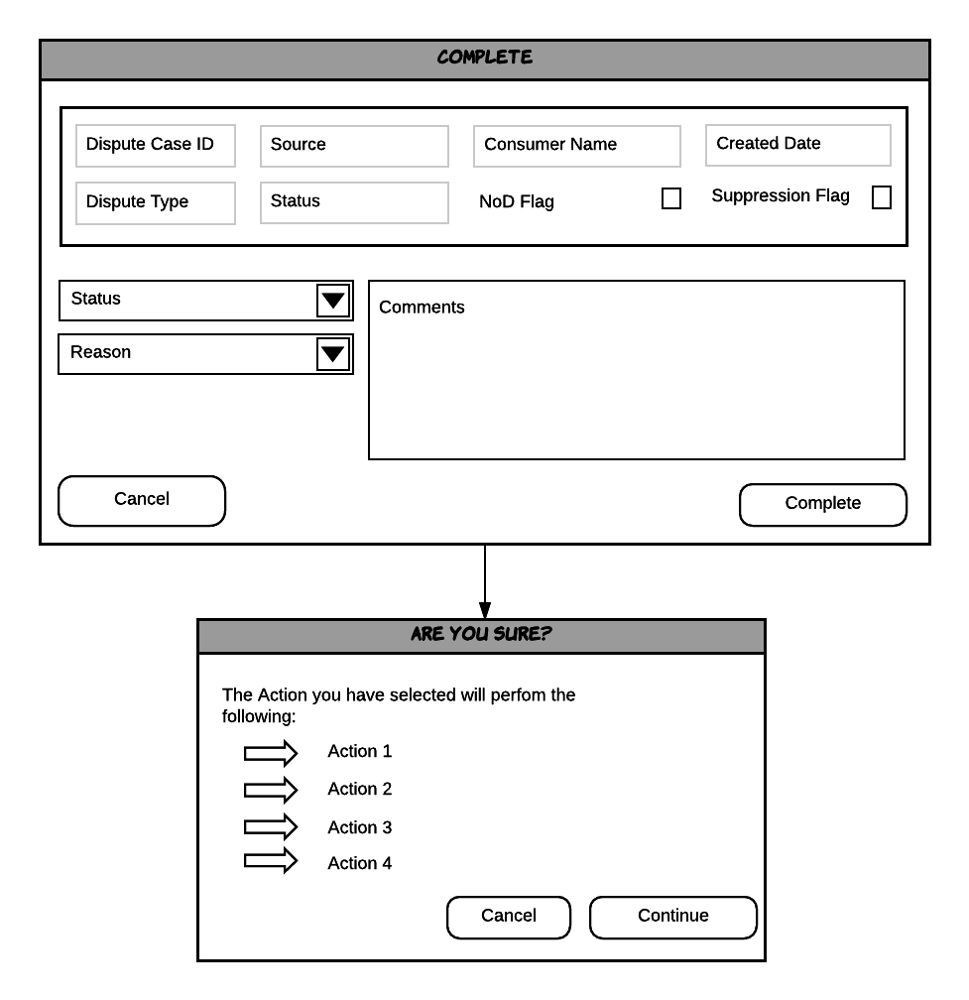 COMPLETE
Dispute Case ID
Source
Consumer Name
Created Date
Dispute Type
Status
NoD Flag
Suppression Flag
Status
Reason
Comments
Cancel
Complete
ARE YOU SURE?
The Action you have selected will perfom the
following:
Action 1
Action 2
Action 3
Action 4
Cancel
Continue